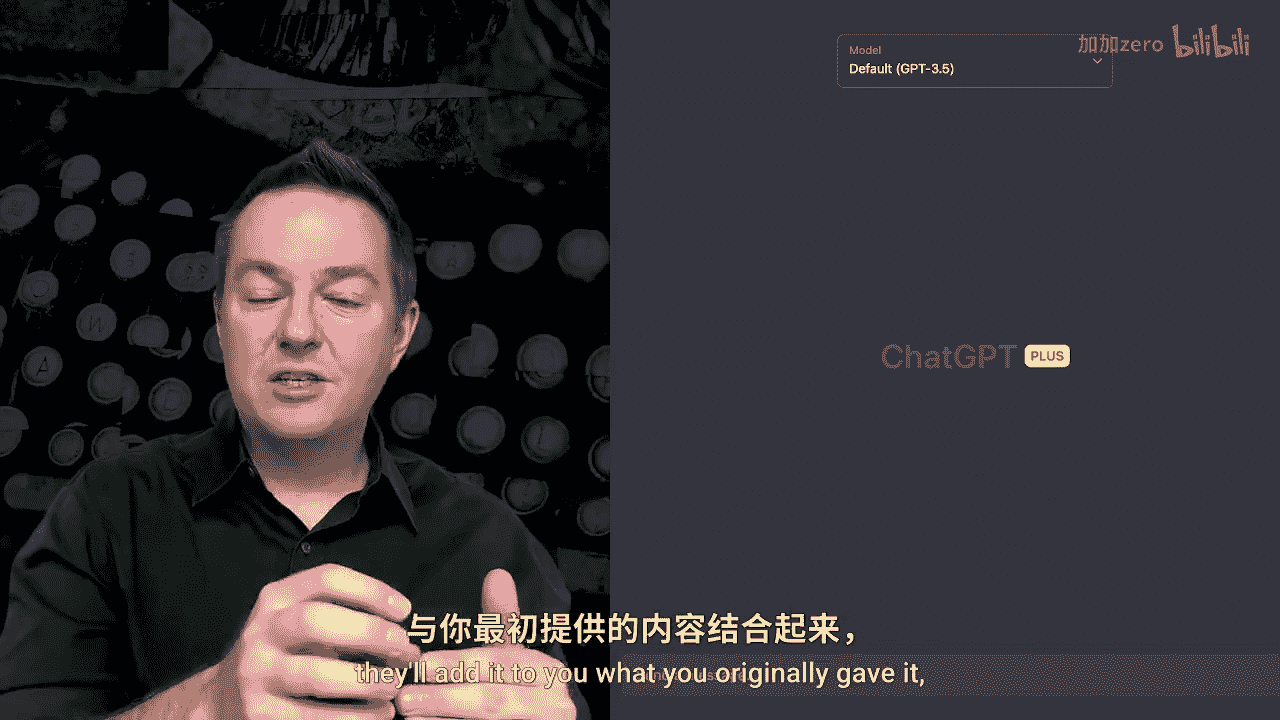 加加zero bilibili
Model
Default (GPT-3.5)
ChatGPT PLUS
与你最初提供的内容结合起来，
they'll add it to you what you originally gave it,